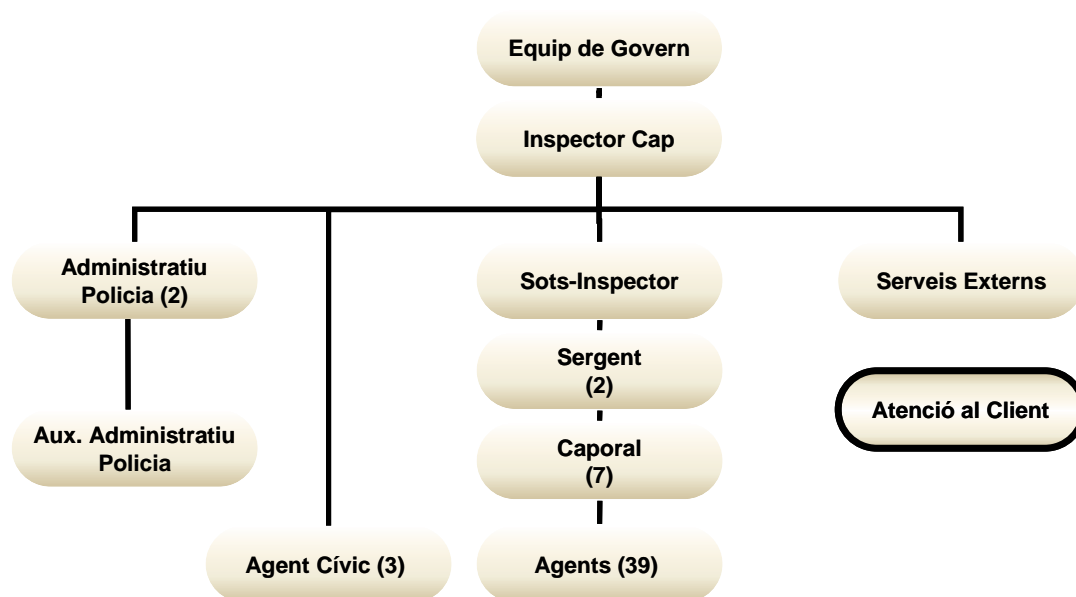 Equip de Govern
Inspector Cap
Administratiu
Policia (2)
Sots-Inspector
Serveis Externs
Sergent
(2)
Atenció al Client
Aux. Administratiu
Policia
Caporal
(7)
Agent Cívic (3)
Agents (39)